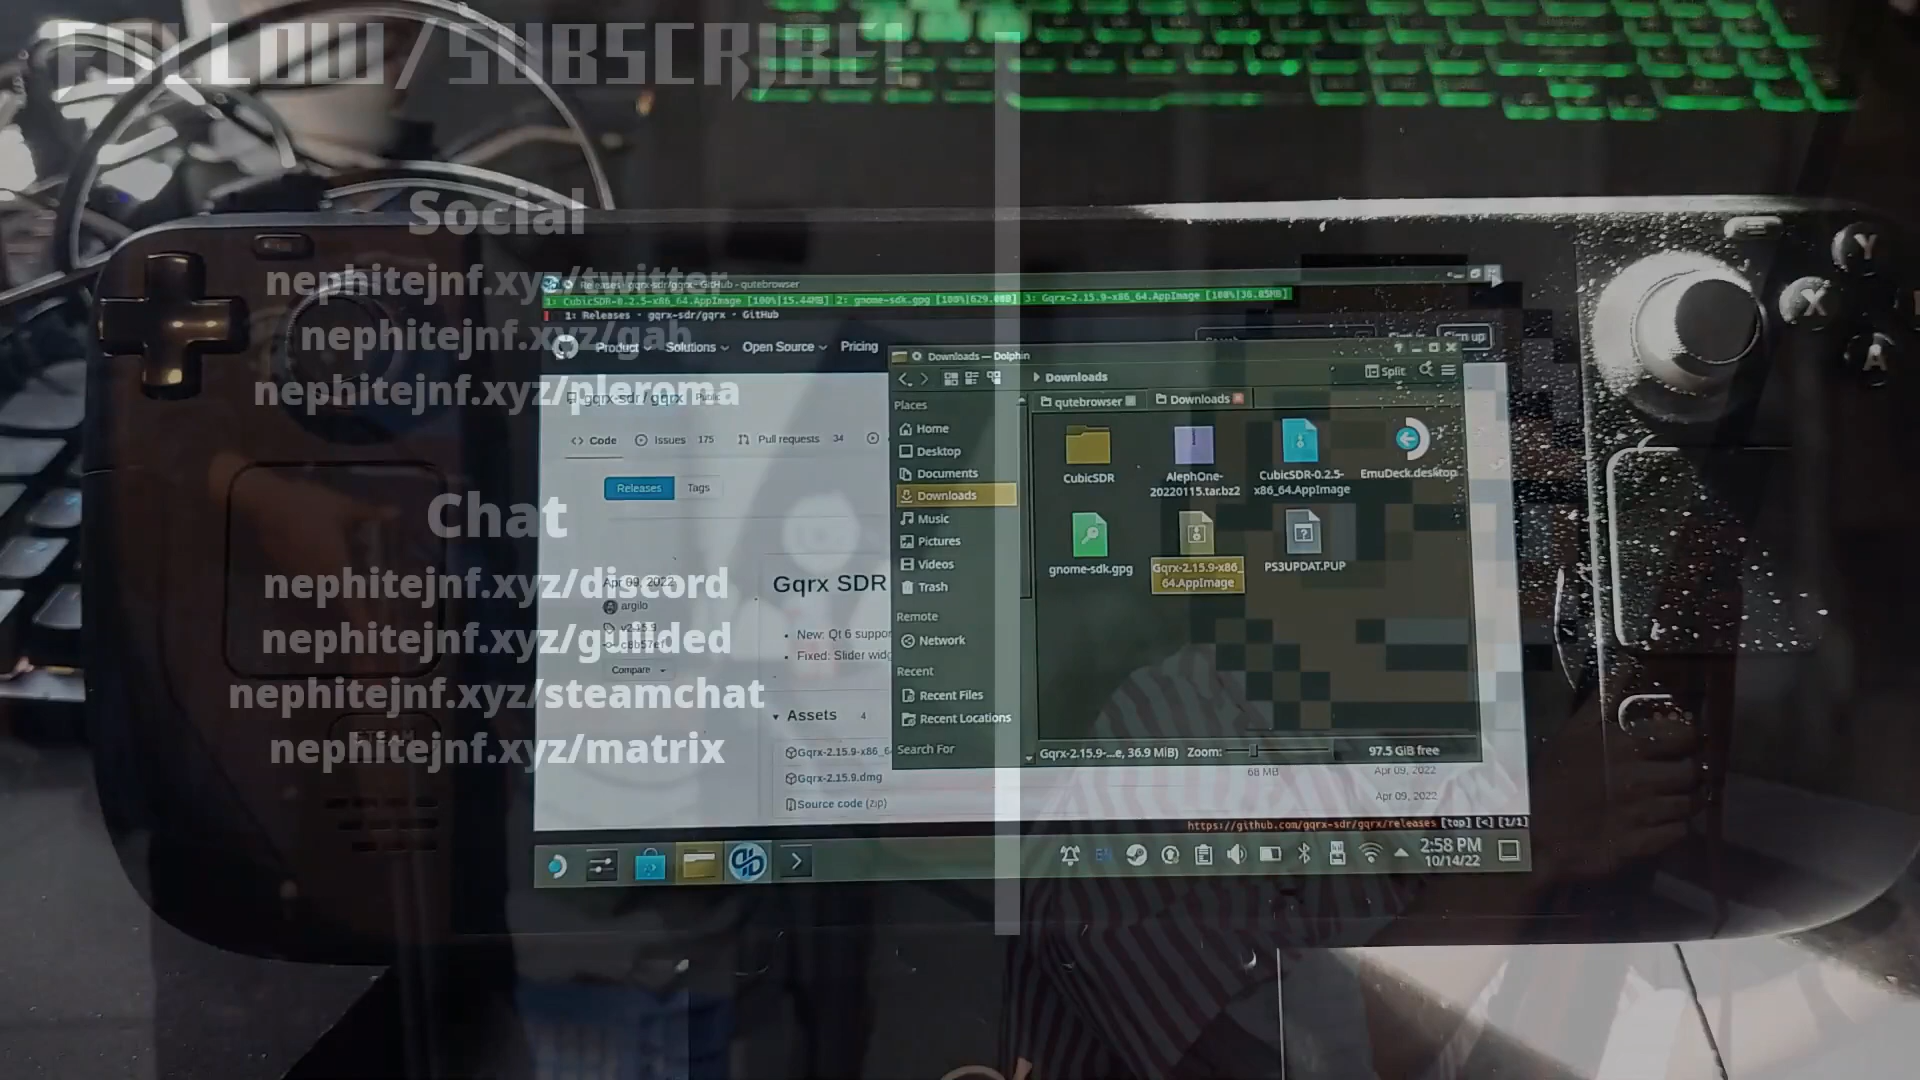 FOLLOW/SUBSCRIBE!
Social
nephitejnf.xyz/twitter
nephitejnf.xyz/gab
nephitejnf.xyz/pleroma
Chat
nephitejnf.xyz/discord
nephitejnf.xyz/guilded
nephitejnf.xyz/steamchat
nephitejnf.xyz/matrix
Releases · gqrx-sdr/gqrx · GitHub - qutebrowser
1: CubicSDR-0.2.5-x86_64.AppImage [100%|15.44MB] 2: gnome-sdk.gpg [100%|629.00B] 3: Gqrx-2.15.9-x86_64.AppImage [100%|36.85MB]
1: Releases · gqrx-sdr/gqrx · GitHub
Product Solutions Open Source Pricing
gqrx-sdr / gqrx Public
Code Issues 175 Pull requests 34
Releases Tags
Apr 09, 2022
argilo
v2.15.9
c8b57ef
Compare
Gqrx SDR
New: Qt 6 suppor
Fixed: Slider widg
Assets 4
Gqrx-2.15.9-x86_6
Gqrx-2.15.9.dmg
Source code (zip)
68 MB
Apr 09, 2022
Apr 09, 2022
https://github.com/gqrx-sdr/gqrx/releases [top] [<] [1/1]
Downloads — Dolphin
Downloads
Split
qutebrowser Downloads
Places
Home
Desktop
Documents
Downloads
Music
Pictures
Videos
Trash
Remote
Network
Recent
Recent Files
Recent Locations
Search For
CubicSDR
AlephOne-
20220115.tar.bz2
CubicSDR-0.2.5-
x86_64.AppImage
EmuDeck.desktop
gnome-sdk.gpg
Gqrx-2.15.9-x86_
64.AppImage
PS3UPDAT.PUP
Gqrx-2.15.9-...e, 36.9 MiB) Zoom: 97.5 GiB free
EN
2:58 PM
10/14/22
STEAM
Y
X
A